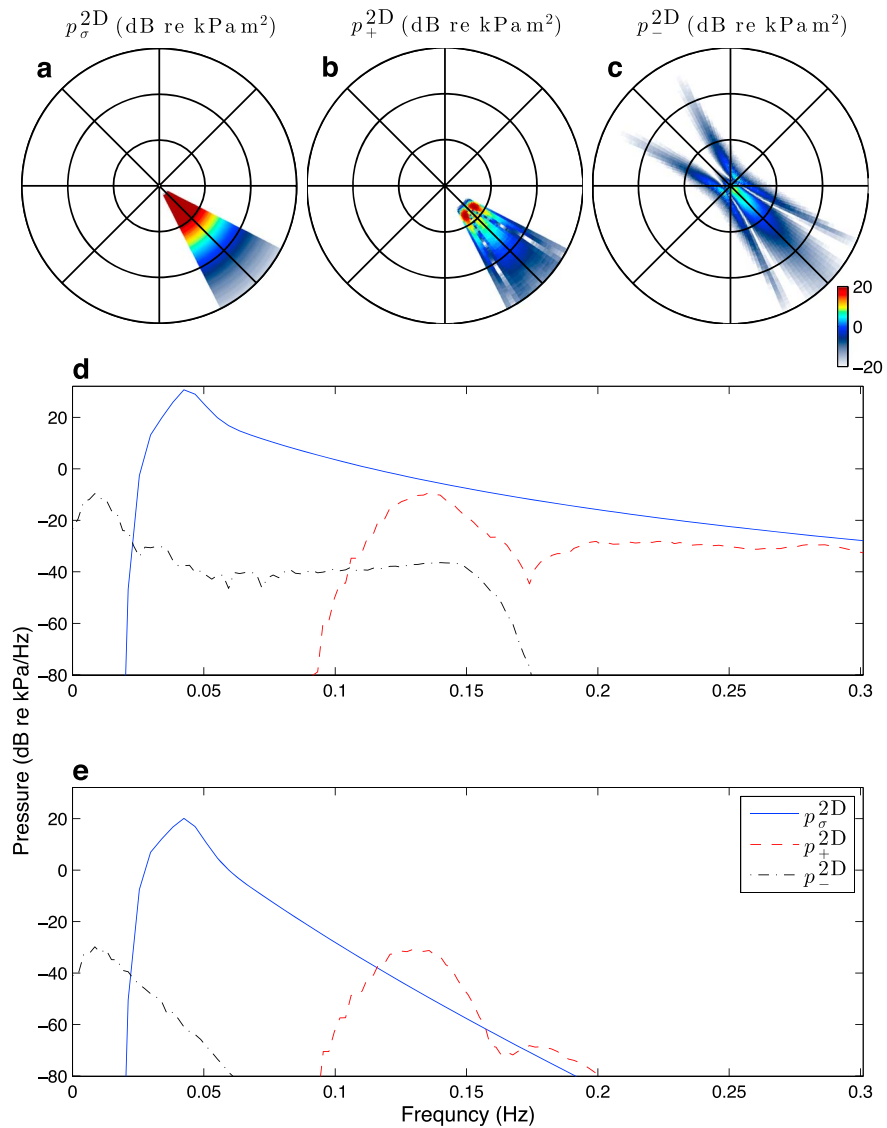 p_σ^2D (dB re kPa m²) p_+^2D (dB re kPa m²) p_−^2D (dB re kPa m²)
a b c
20
0
−20
d
20
0
−20
−40
−60
−80
0 0.05 0.1 0.15 0.2 0.25 0.3
Pressure (dB re kPa/Hz)
e
p_σ^2D
p_+^2D
p_−^2D
20
0
−20
−40
−60
−80
0 0.05 0.1 0.15 0.2 0.25 0.3
Frequncy (Hz)